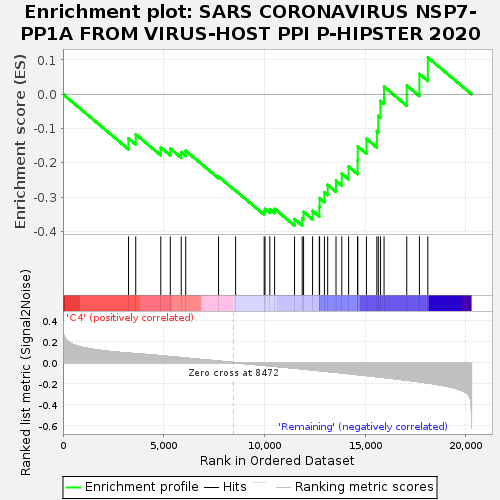 Enrichment plot: SARS CORONAVIRUS NSP7-
PP1A FROM VIRUS-HOST PPI P-HIPSTER 2020
Enrichment score (ES)
0.1
0.0
-0.1
-0.2
-0.3
-0.4
'C4' (positively correlated)
Ranked list metric (Signal2Noise)
0.4
0.2
0.0
-0.2
-0.4
-0.6
Zero cross at 8472
'Remaining' (negatively correlated)
0
5,000
10,000
15,000
20,000
Rank in Ordered Dataset
Enrichment profile
Hits
Ranking metric scores